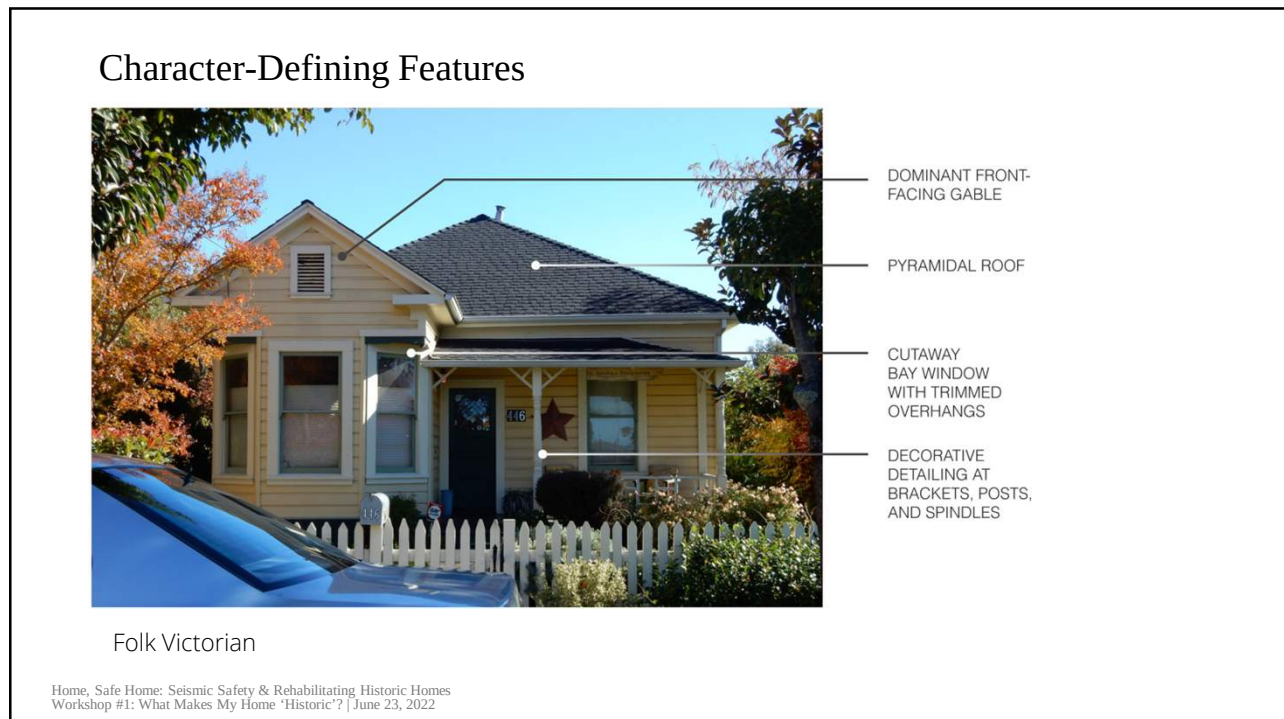 Character-Defining Features
DOMINANT FRONT-
FACING GABLE
PYRAMIDAL ROOF
CUTAWAY
BAY WINDOW
WITH TRIMMED
OVERHANGS
DECORATIVE
DETAILING AT
BRACKETS, POSTS,
AND SPINDLES
446
446
Folk Victorian
Home, Safe Home: Seismic Safety & Rehabilitating Historic Homes
Workshop #1: What Makes My Home ‘Historic’? | June 23, 2022